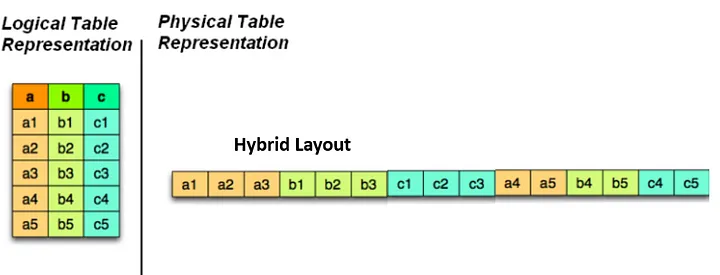 Logical Table
Representation
Physical Table
Representation
a b c
a1 b1 c1
a2 b2 c2
a3 b3 c3
a4 b4 c4
a5 b5 c5
Hybrid Layout
a1 a2 a3 b1 b2 b3 c1 c2 c3 a4 a5 b4 b5 c4 c5